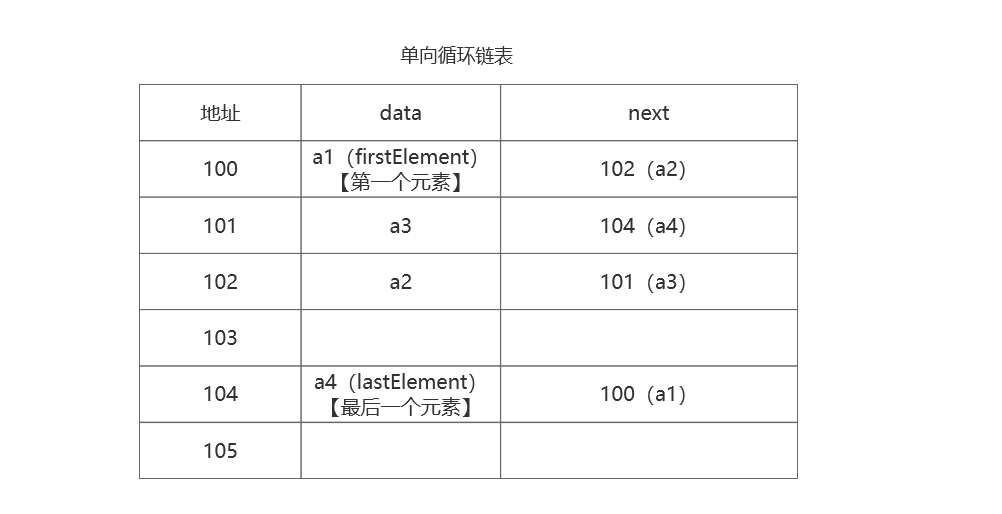 单向循环链表
地址 data next
100 a1（firstElement）【第一个元素】 102（a2）
101 a3 104（a4）
102 a2 101（a3）
103
104 a4（lastElement）【最后一个元素】 100（a1）
105